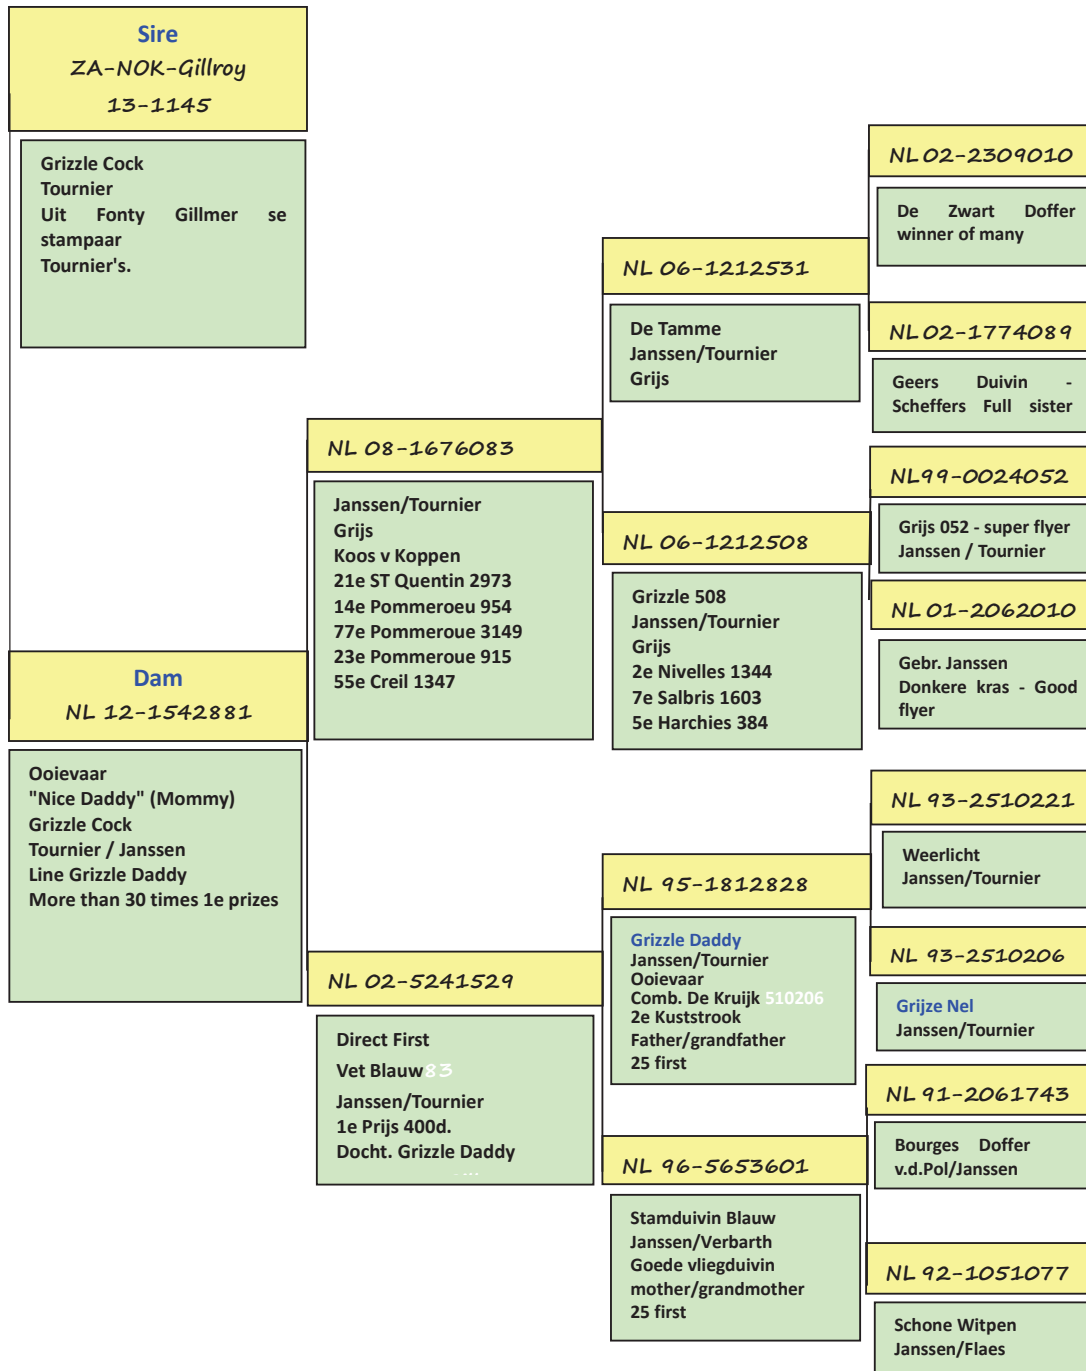 Sire
ZA-NOK-Gillroy
13-1145
Grizzle Cock
Tournier
Uit Fonty Gillmer se
stampaar
Tournier's.
Dam
NL 12-1542881
Ooievaar
"Nice Daddy" (Mommy)
Grizzle Cock
Tournier / Janssen
Line Grizzle Daddy
More than 30 times 1e prizes
NL 08-1676083
Janssen/Tournier
Grijs
Koos v Koppen
21e ST Quentin 2973
14e Pommeroeu 954
77e Pommeroue 3149
23e Pommeroue 915
55e Creil 1347
NL 02-5241529
Direct First
Vet Blauw 83
Janssen/Tournier
1e Prijs 400d.
Docht. Grizzle Daddy
NL 06-1212531
De Tamme
Janssen/Tournier
Grijs
NL 06-1212508
Grizzle 508
Janssen/Tournier
Grijs
2e Nivelles 1344
7e Salbris 1603
5e Harchies 384
NL 95-1812828
Grizzle Daddy
Janssen/Tournier
Ooievaar
Comb. De Kruijk 510206
2e Kuststrook
Father/grandfather
25 first
NL 96-5653601
Stamduivin Blauw
Janssen/Verbarth
Goede vliegduivin
mother/grandmother
25 first
NL 02-2309010
De Zwart Doffer
winner of many
NL 02-1774089
Geers Duivin -
Scheffers Full sister
NL99-0024052
Grijs 052 - super flyer
Janssen / Tournier
NL 01-2062010
Gebr. Janssen
Donkere kras - Good
flyer
NL 93-2510221
Weerlicht
Janssen/Tournier
NL 93-2510206
Grijze Nel
Janssen/Tournier
NL 91-2061743
Bourges Doffer
v.d.Pol/Janssen
NL 92-1051077
Schone Witpen
Janssen/Flaes